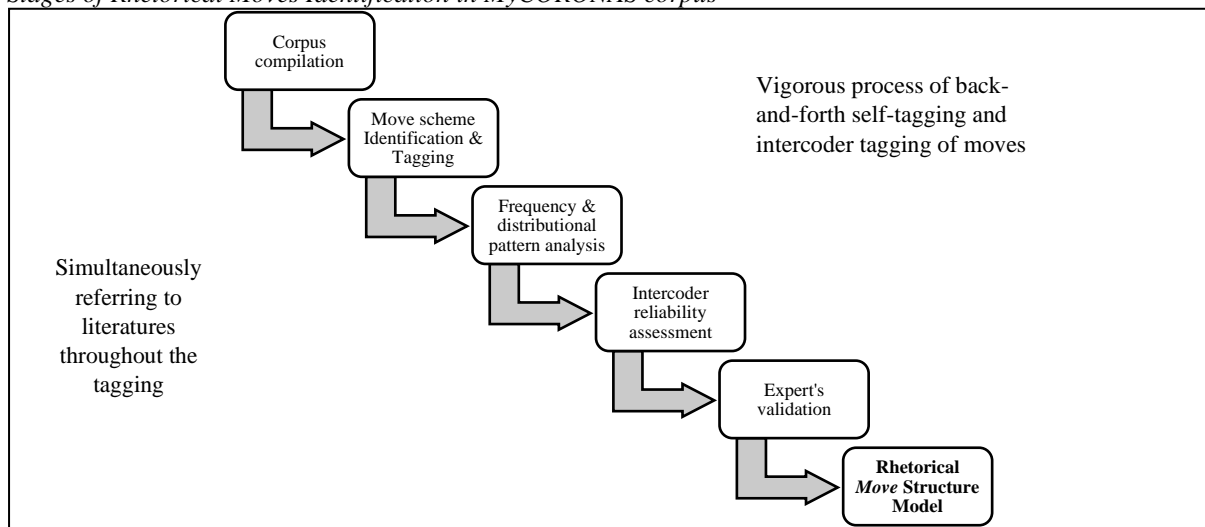 Stages of Rhetorical Moves Identification in MyCORONAS corpus
Corpus
compilation
Vigorous process of back-
and-forth self-tagging and
intercoder tagging of moves
Move scheme
Identification &
Tagging
Frequency &
distributional
pattern analysis
Simultaneously
referring to
literatures
throughout the
tagging
Intercoder
reliability
assessment
Expert's
validation
Rhetorical
Move Structure
Model